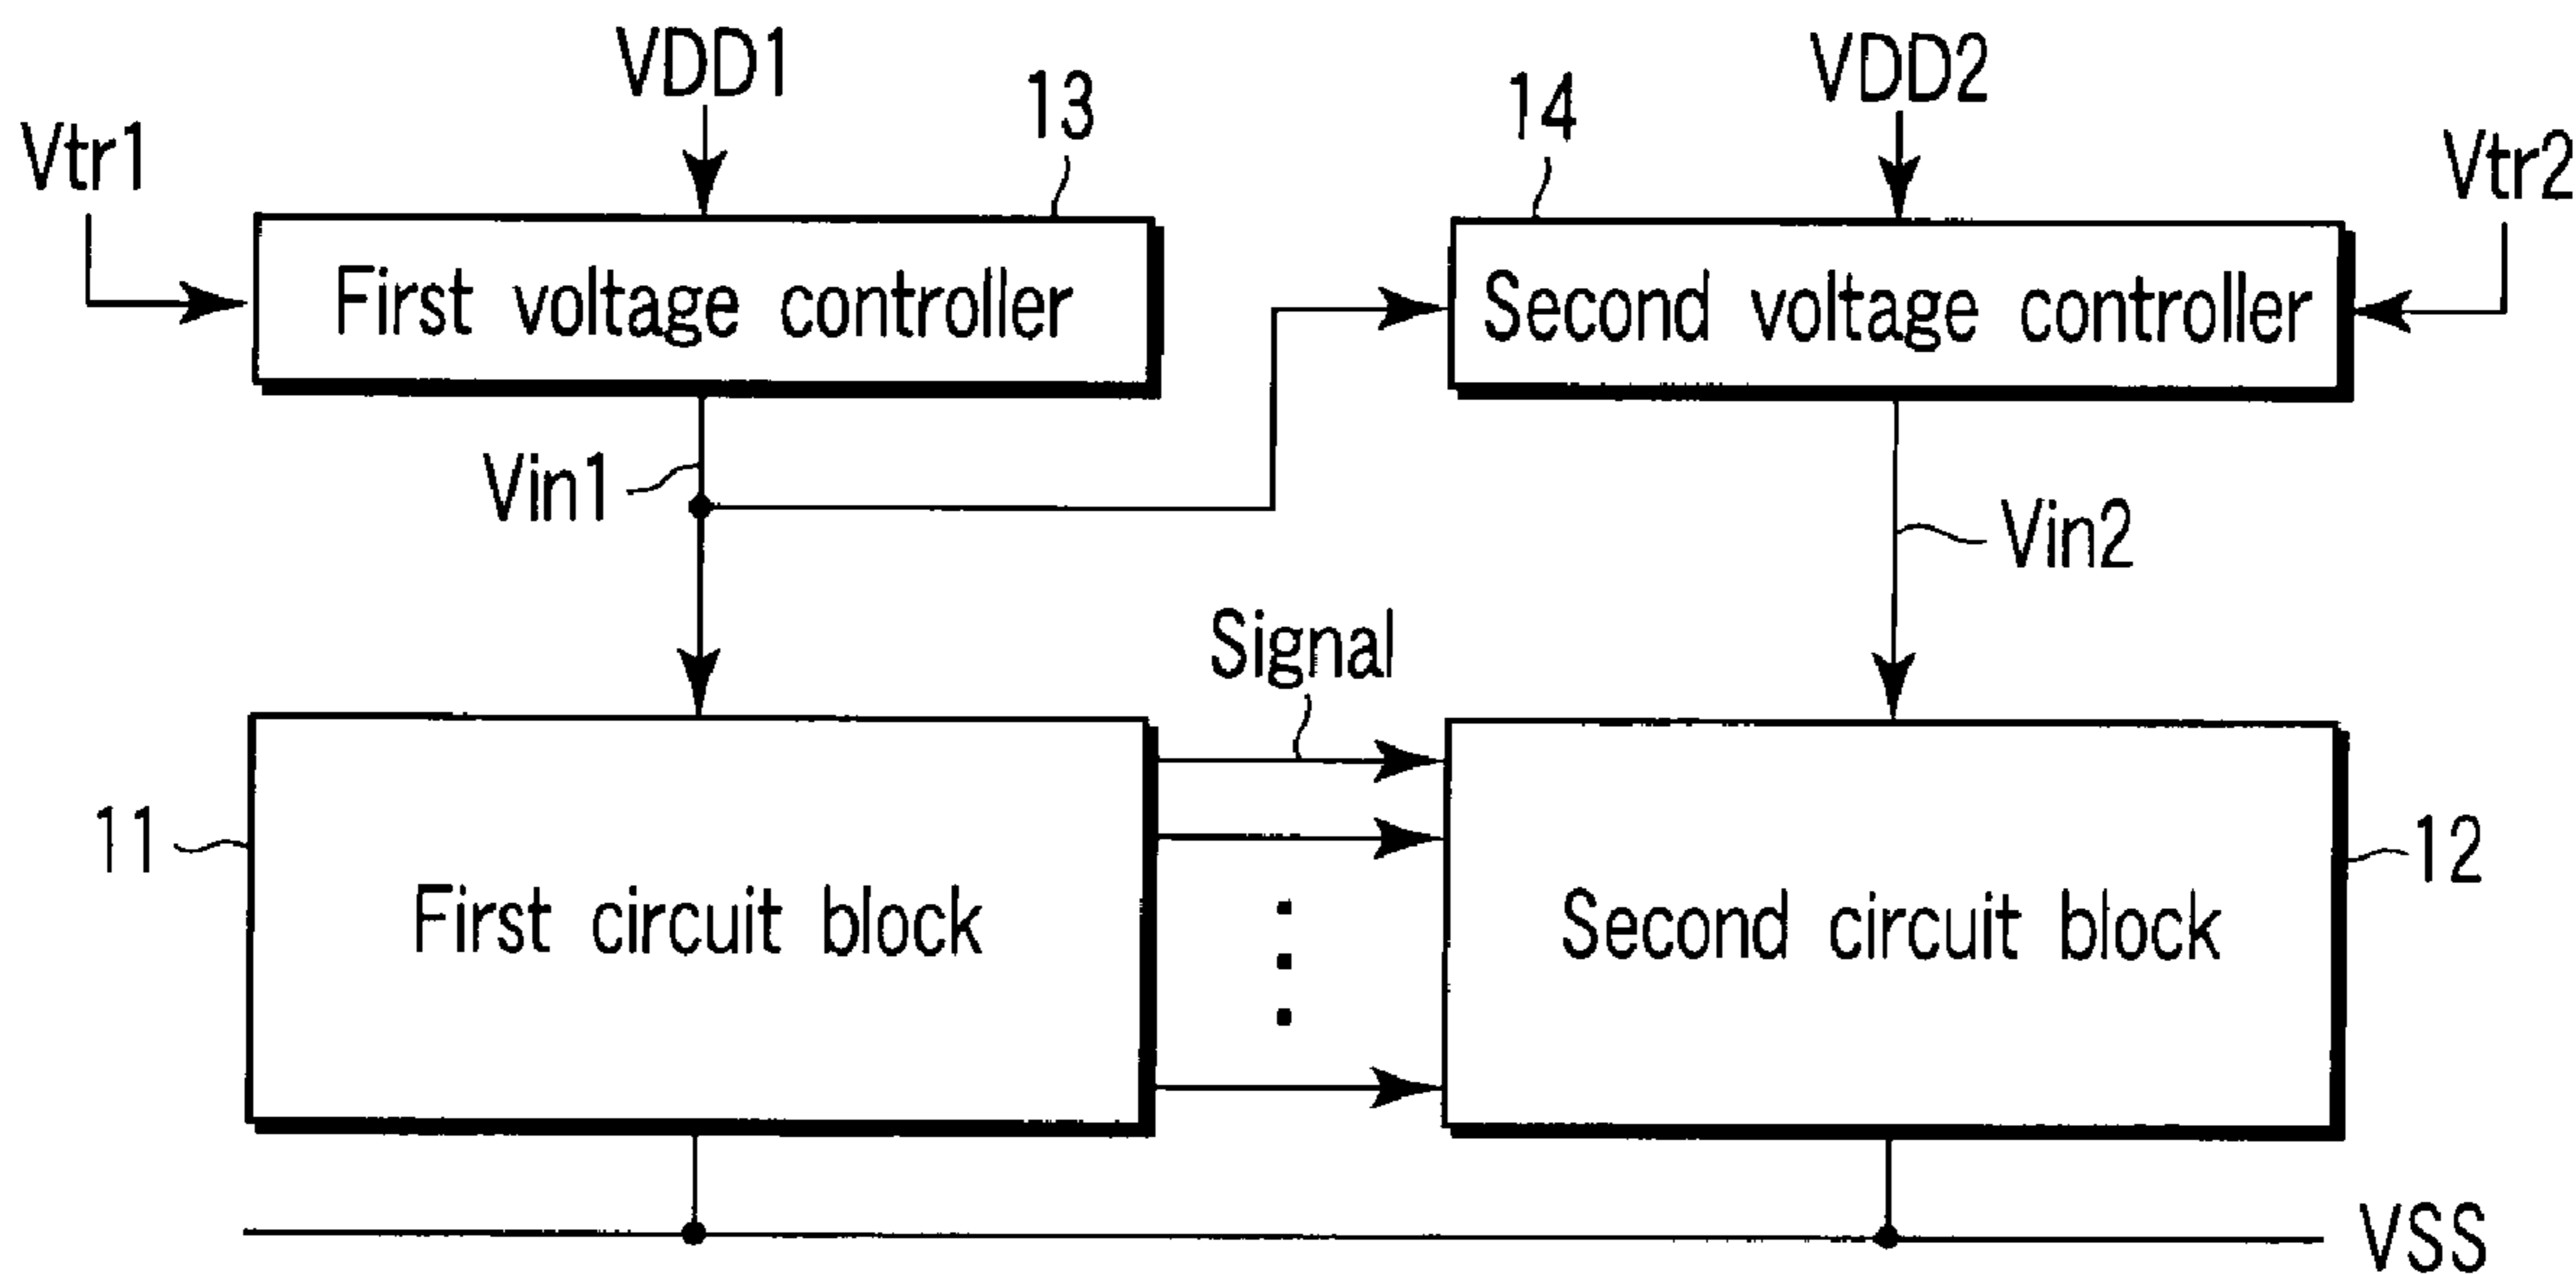 VDD1
VDD2
13
14
Vtr1
Vtr2
First voltage controller
Second voltage controller
Vin1
Vin2
Signal
11
12
First circuit block
Second circuit block
VSS